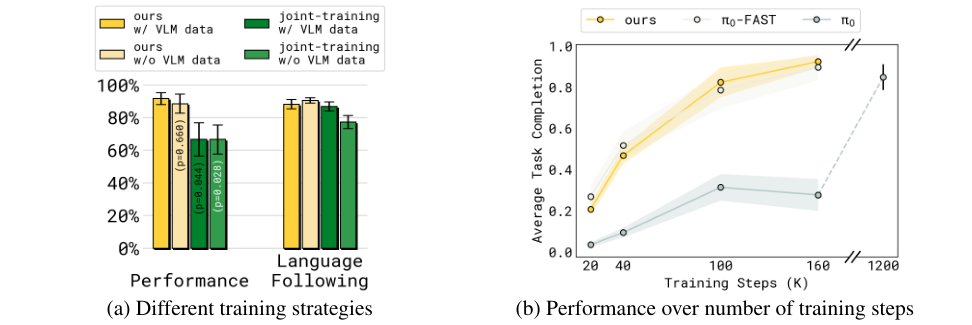 ours
w/ VLM data
joint-training
w/ VLM data
ours
w/o VLM data
joint-training
w/o VLM data
100%
80%
60%
40%
20%
0%
(p=0.660)
(p=0.044)
(p=0.028)
Performance
Language
Following
(a) Different training strategies
ours
π₀-FAST
π₀
Average Task Completion
1.0
0.8
0.6
0.4
0.2
0.0
20
40
100
160
1200
Training Steps (K)
(b) Performance over number of training steps